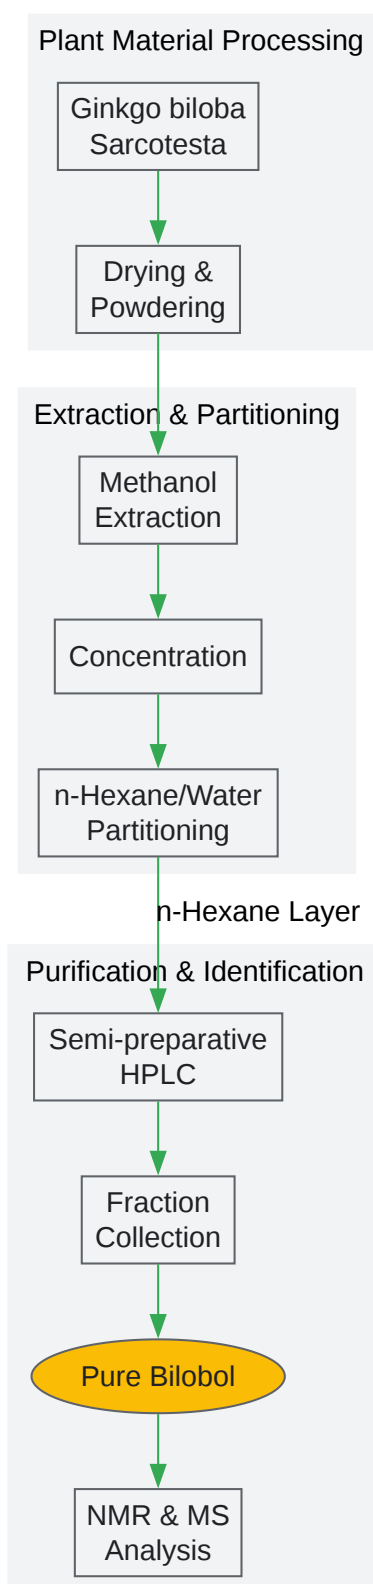 Plant Material Processing
Ginkgo biloba
Sarcotesta
Drying &
Powdering
Extraction & Partitioning
Methanol
Extraction
Concentration
n-Hexane/Water
Partitioning
n-Hexane Layer
Purification & Identification
Semi-preparative
HPLC
Fraction
Collection
Pure Bilobol
NMR & MS
Analysis